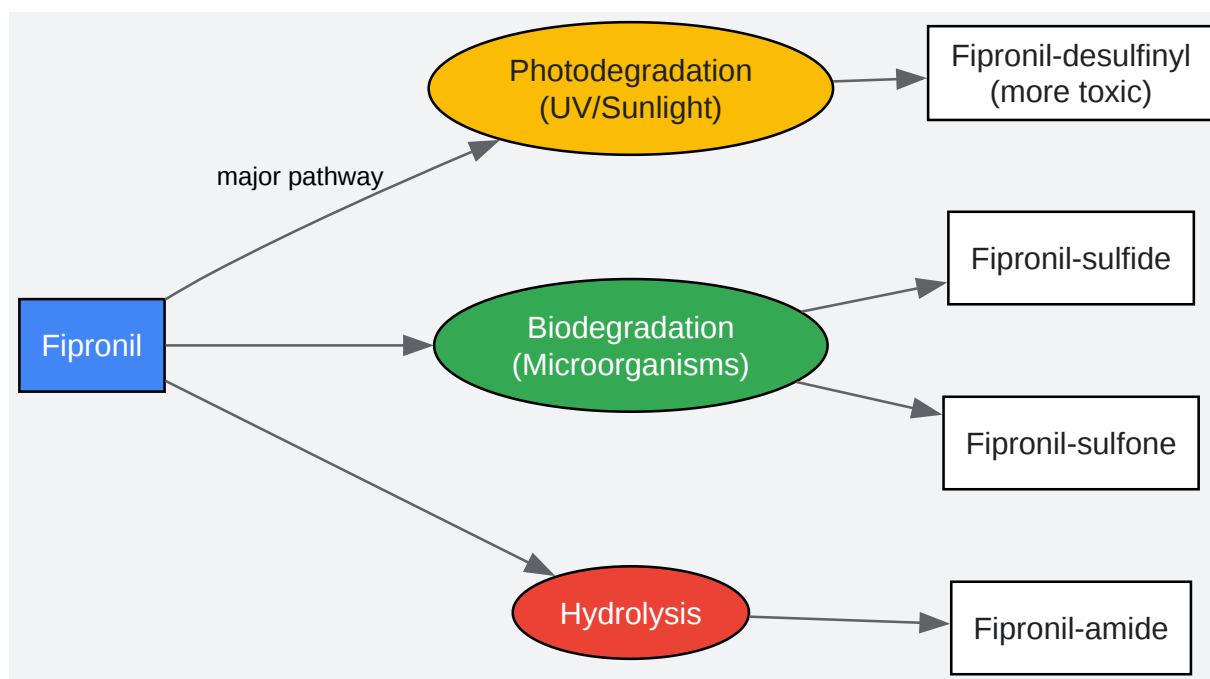 Photodegradation
(UV/Sunlight)
Fipronil-desulfinyl
(more toxic)
major pathway
Fipronil-sulfide
Fipronil
Biodegradation
(Microorganisms)
Fipronil-sulfone
Hydrolysis
Fipronil-amide